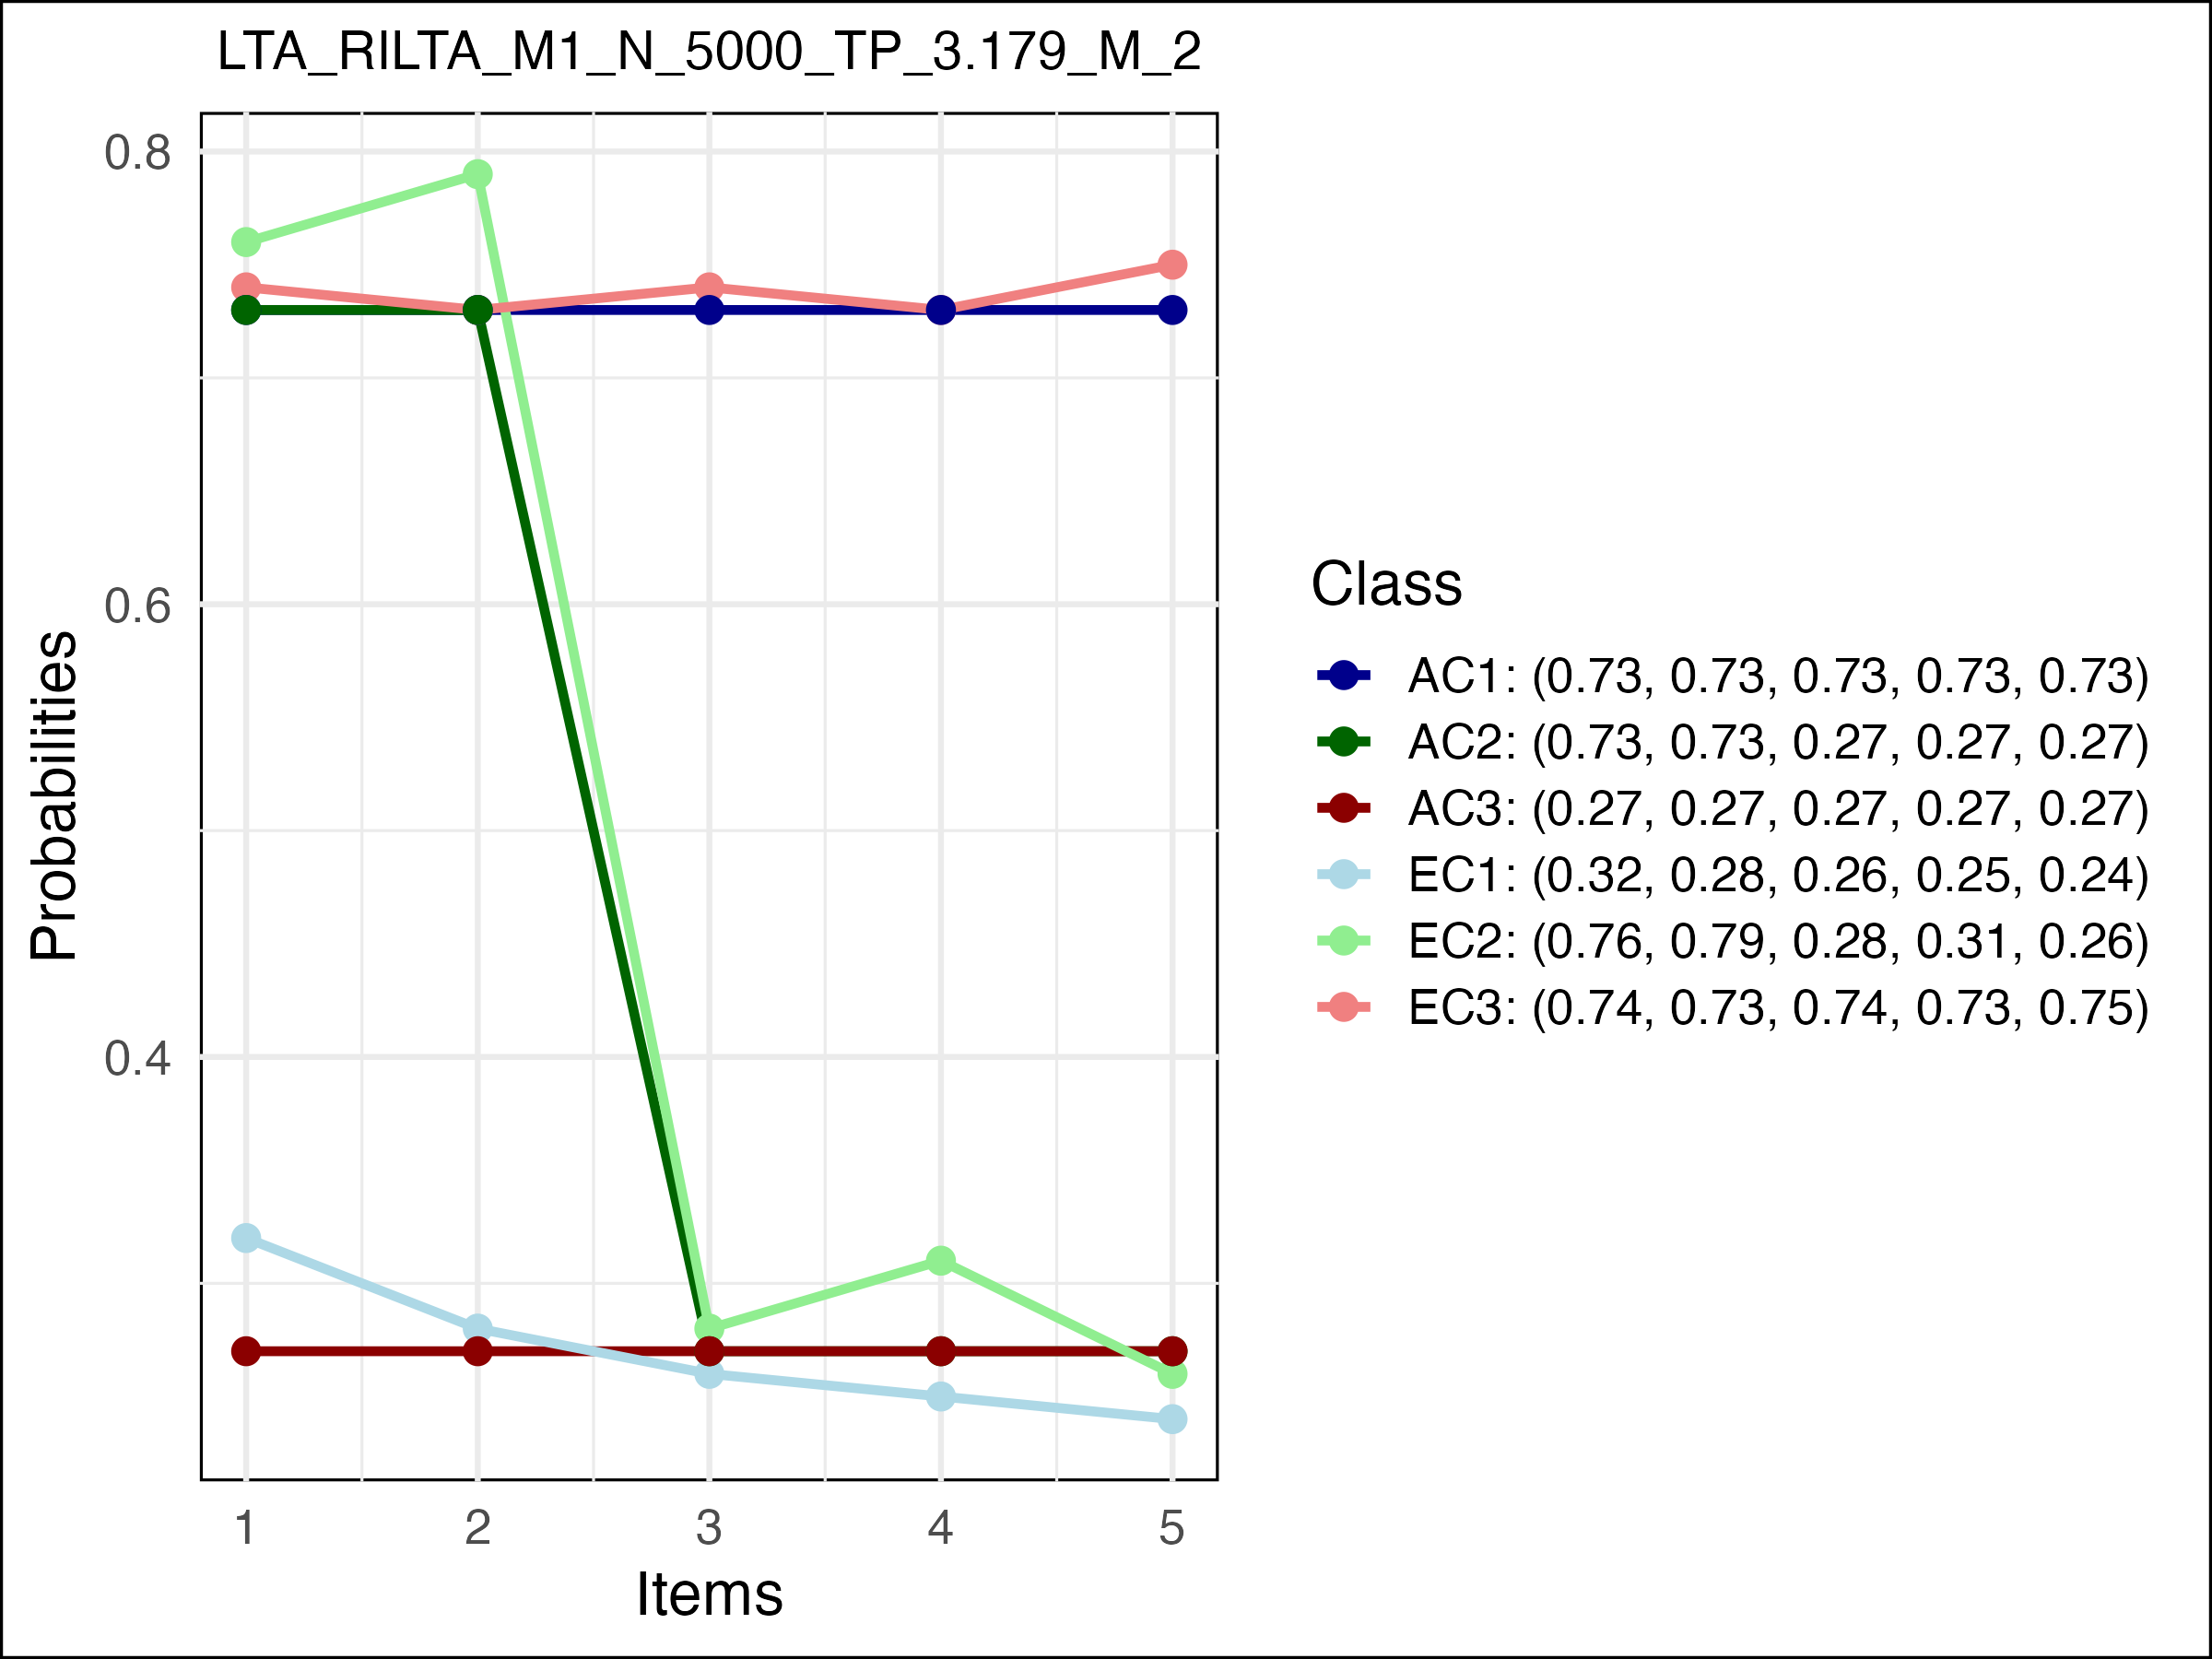 LTA_RILTA_M1_N_5000_TP_3.179_M_2
0.8
0.6
0.4
Probabilities
1 2 3 4 5
Items
Class
AC1: (0.73, 0.73, 0.73, 0.73, 0.73)
AC2: (0.73, 0.73, 0.27, 0.27, 0.27)
AC3: (0.27, 0.27, 0.27, 0.27, 0.27)
EC1: (0.32, 0.28, 0.26, 0.25, 0.24)
EC2: (0.76, 0.79, 0.28, 0.31, 0.26)
EC3: (0.74, 0.73, 0.74, 0.73, 0.75)